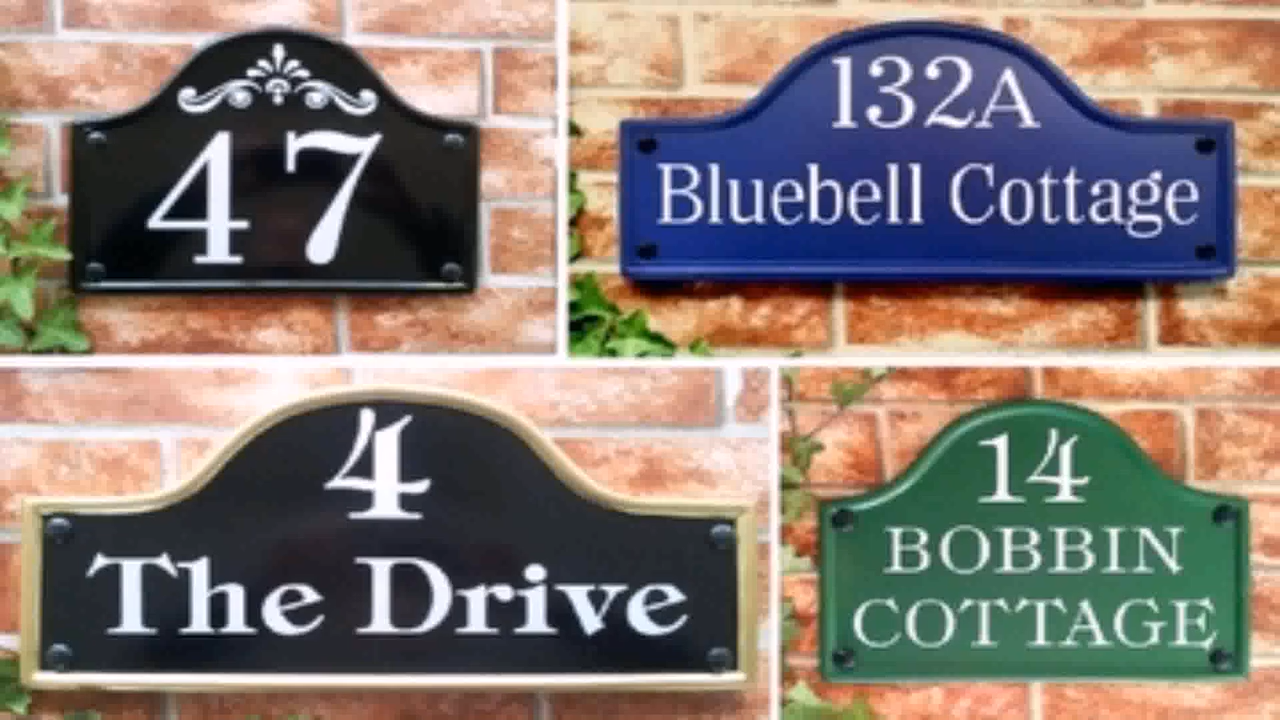 47
132A
Bluebell Cottage
4
The Drive
14
BOBBIN
COTTAGE